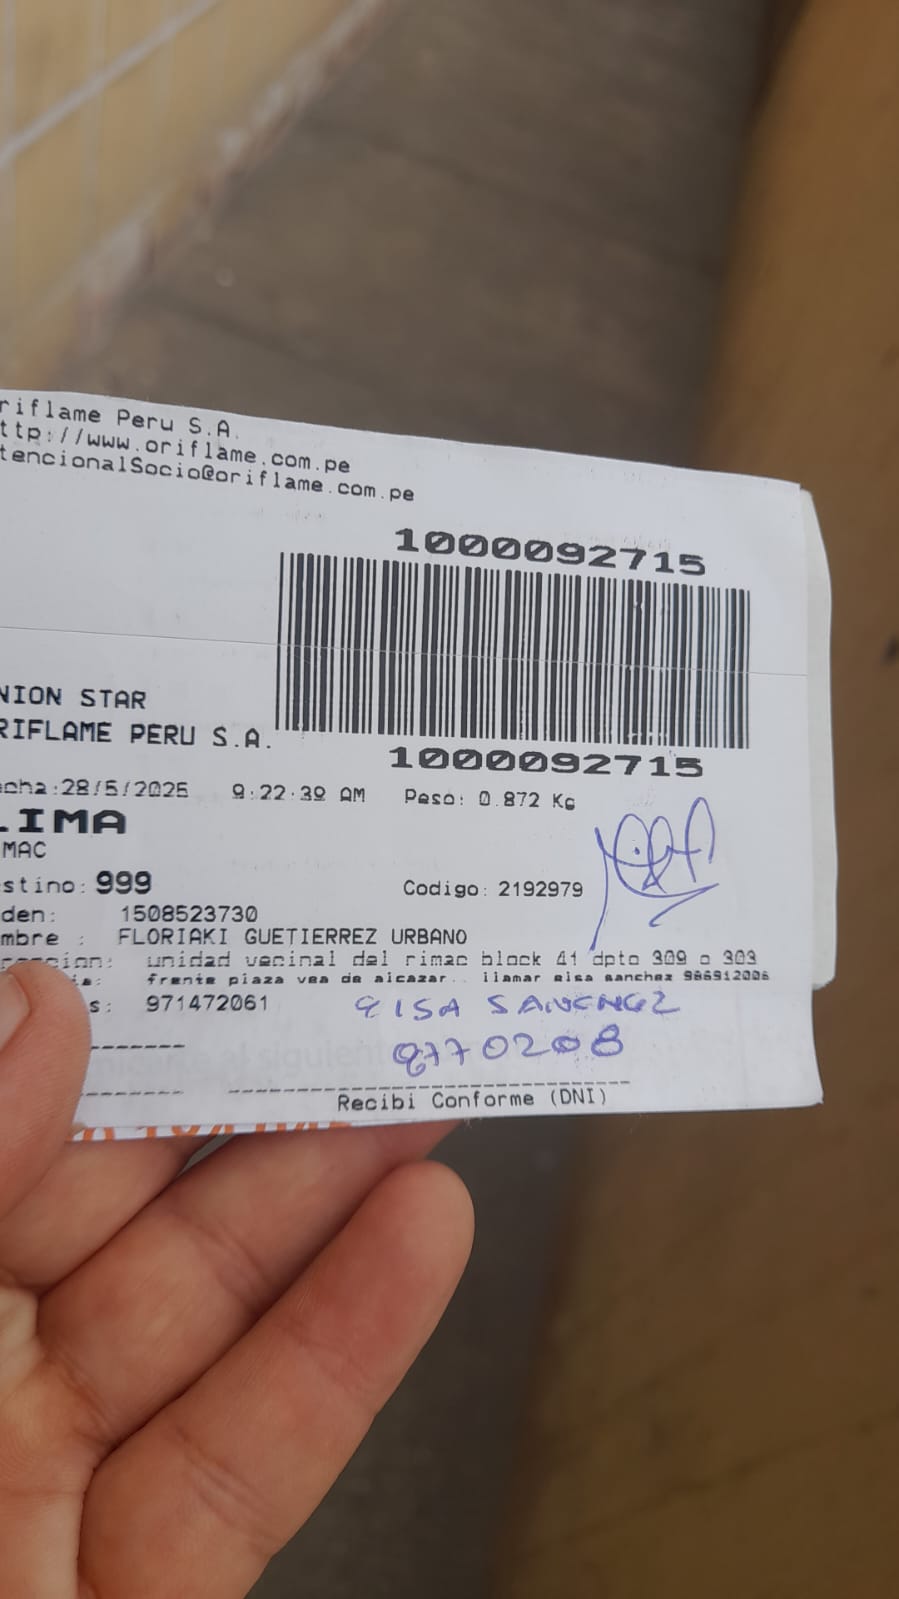 riflame Peru S.A.
ttp://www.oriflame.com.pe
tencionalSocio@oriflame.com.pe
1000092715
NION STAR
RIFLAME PERU S.A.
1000092715
cha:28/5/2025 9:22:39 AM Peso: 0.872 Kg
LIMA
MAC
stino: 999 Codigo: 2192979
den: 1508523730
mbre : FLORIAKI GUETIERREZ URBANO
unidad vecinal del rimac block 41 dpto 309 o 303
frente plaza vea de alcazar.. llamar elsa sanchez 986912006
s: 971472061 ELSA SANCHEZ
8770208
Recibi Conforme (DNI)